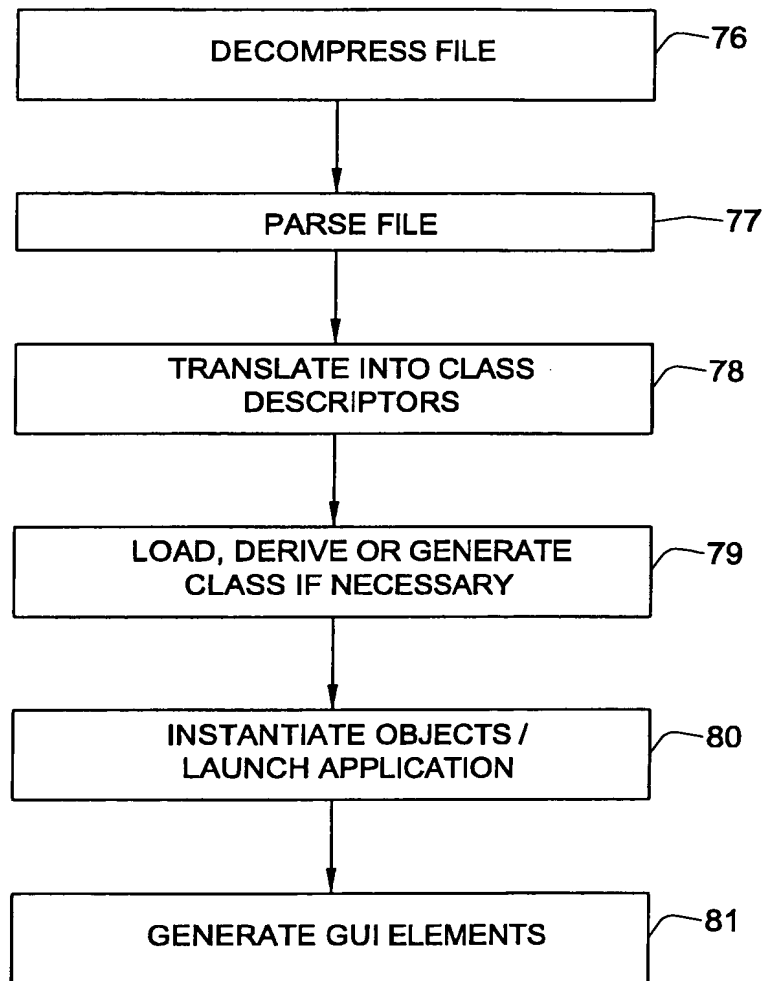 DECOMPRESS FILE
76
PARSE FILE
77
TRANSLATE INTO CLASS
DESCRIPTORS
78
LOAD, DERIVE OR GENERATE
CLASS IF NECESSARY
79
INSTANTIATE OBJECTS /
LAUNCH APPLICATION
80
GENERATE GUI ELEMENTS
81